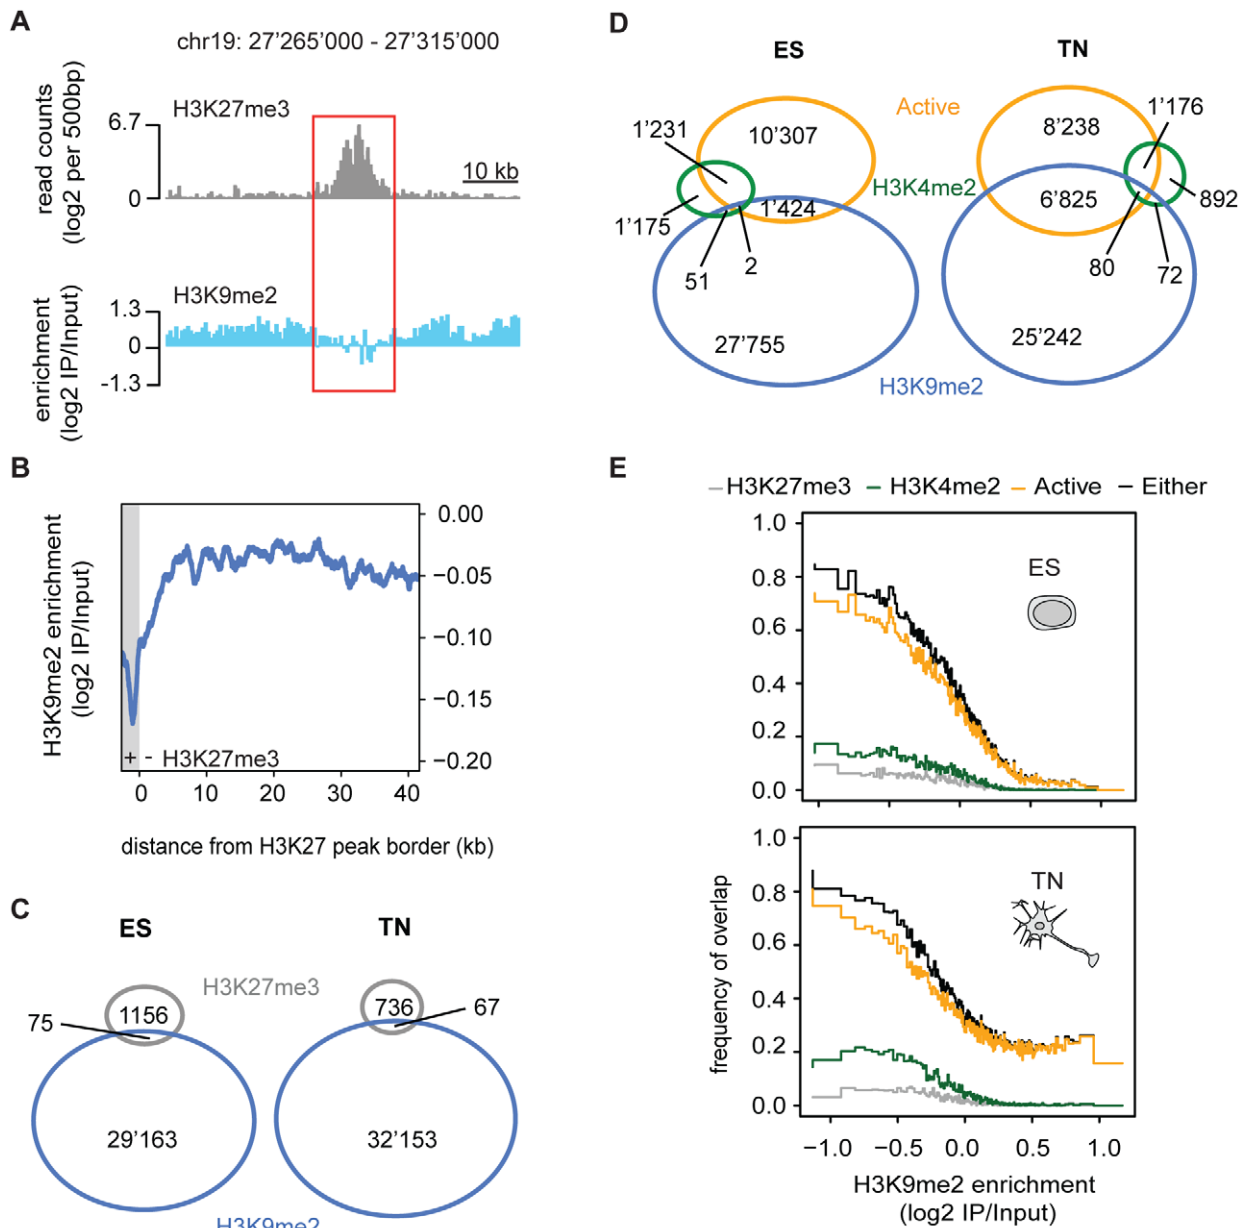 A
chr19: 27’265’000 - 27’315’000
read counts
(log2 per 500bp)
H3K27me3
6.7
0
10 kb
enrichment
(log2 IP/Input)
H3K9me2
1.3
0
-1.3
B
H3K9me2 enrichment
(log2 IP/Input)
0.00
−0.05
−0.10
−0.15
−0.20
+ - H3K27me3
0 10 20 30 40
distance from H3K27 peak border (kb)
C
ES TN
H3K27me3
1156
75
29’163
736
67
32’153
H3K9me2
D
ES TN
Active
H3K4me2
H3K9me2
1’231
10’307
1’175
1’424
51
2
27’755
8’238
1’176
6’825
892
80
72
25’242
E
H3K27me3 H3K4me2 Active Either
ES
1.0
0.8
0.6
0.4
0.2
0.0
TN
1.0
0.8
0.6
0.4
0.2
0.0
frequency of overlap
−1.0 −0.5 0.0 0.5 1.0
H3K9me2 enrichment
(log2 IP/Input)